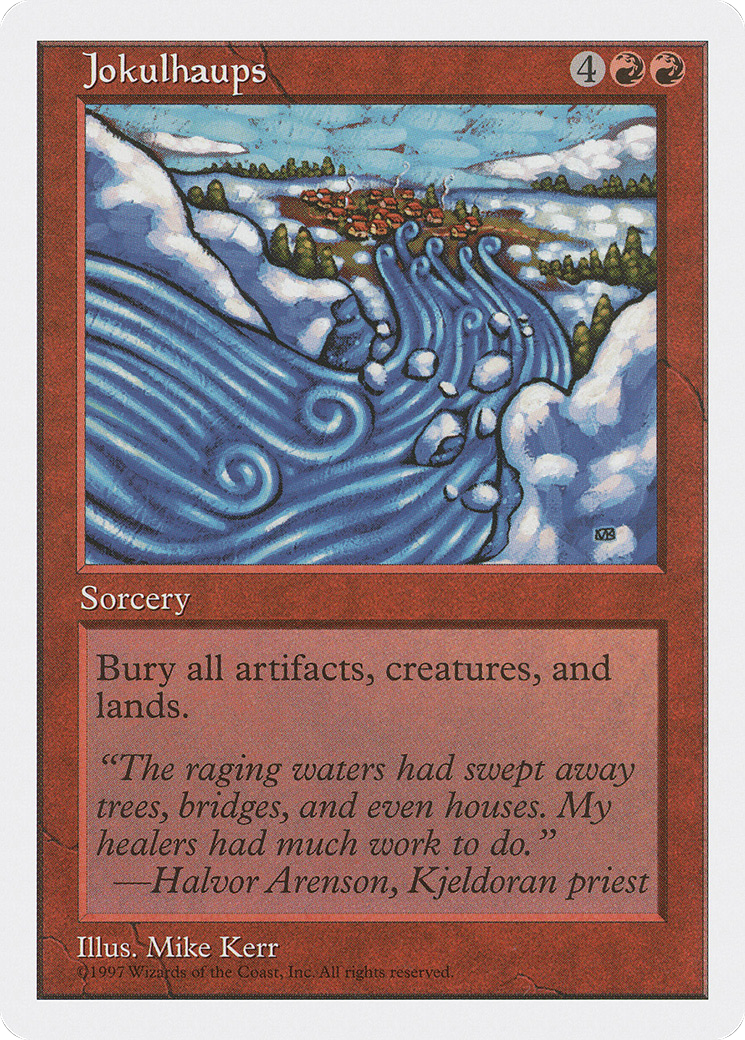 Jokulhaups 4
Sorcery
Bury all artifacts, creatures, and
lands.
“The raging waters had swept away
trees, bridges, and even houses. My
healers had much work to do.”
—Halvor Arenson, Kjeldoran priest
Illus. Mike Kerr
©1997 Wizards of the Coast, Inc. All rights reserved.